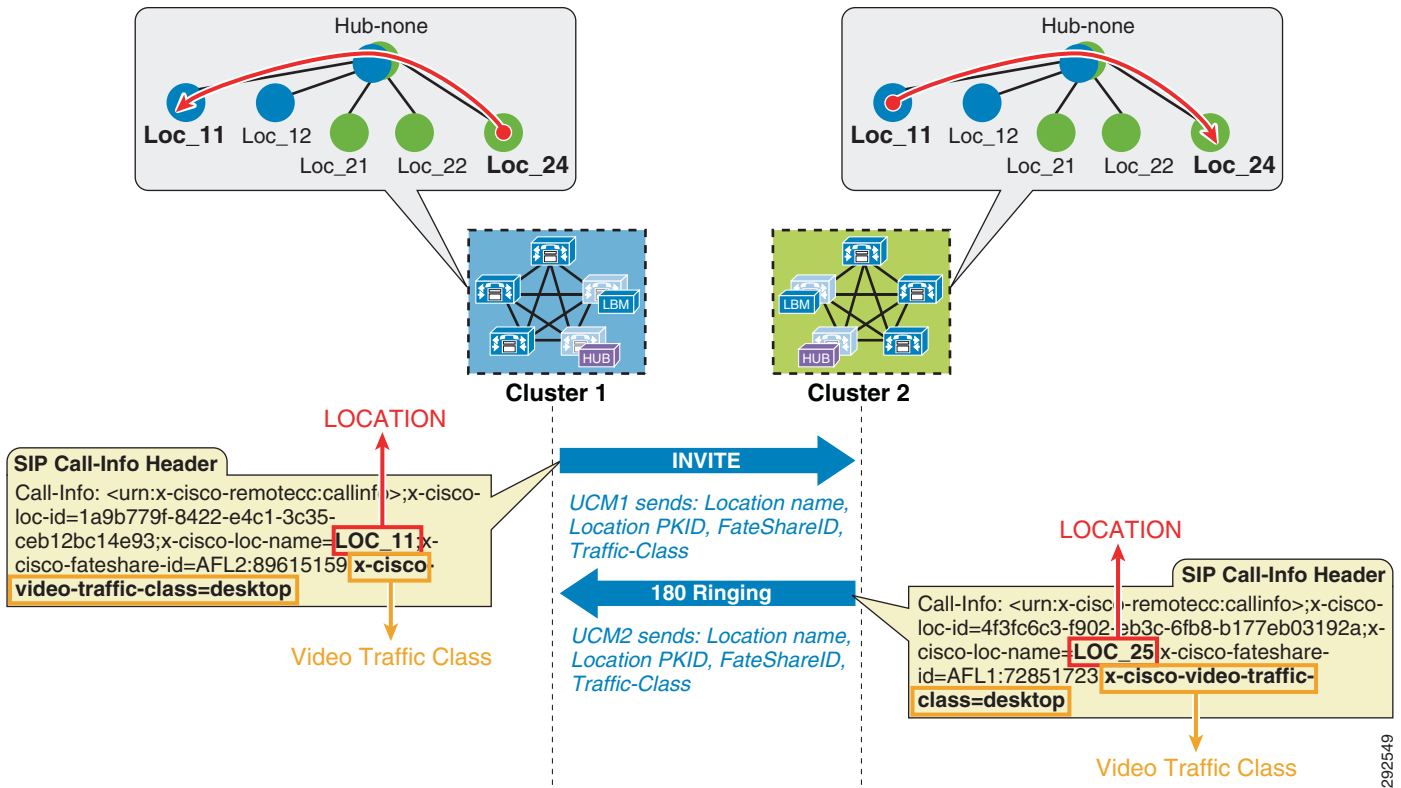 Hub-none
Loc_11
Loc_12
Loc_21
Loc_22
Loc_24
Hub-none
Loc_11
Loc_12
Loc_21
Loc_22
Loc_24
LBM
HUB
LBM
HUB
Cluster 1
Cluster 2
LOCATION
SIP Call-Info Header
Call-Info: <urn:x-cisco-remotecc:callinfo>;x-cisco-
loc-id=1a9b779f-8422-e4c1-3c35-
ceb12bc14e93;x-cisco-loc-name=LOC_11;x-
cisco-fateshare-id=AFL2:89615159 x-cisco-
video-traffic-class=desktop
Video Traffic Class
INVITE
UCM1 sends: Location name,
Location PKID, FateShareID,
Traffic-Class
180 Ringing
UCM2 sends: Location name,
Location PKID, FateShareID,
Traffic-Class
LOCATION
SIP Call-Info Header
Call-Info: <urn:x-cisco-remotecc:callinfo>;x-cisco-
loc-id=4f3fc6c3-f902-eb3c-6fb8-b177eb03192a;x-
cisco-loc-name=LOC_25 x-cisco-fateshare-
id=AFL1:72851723 x-cisco-video-traffic-
class=desktop
Video Traffic Class
292549